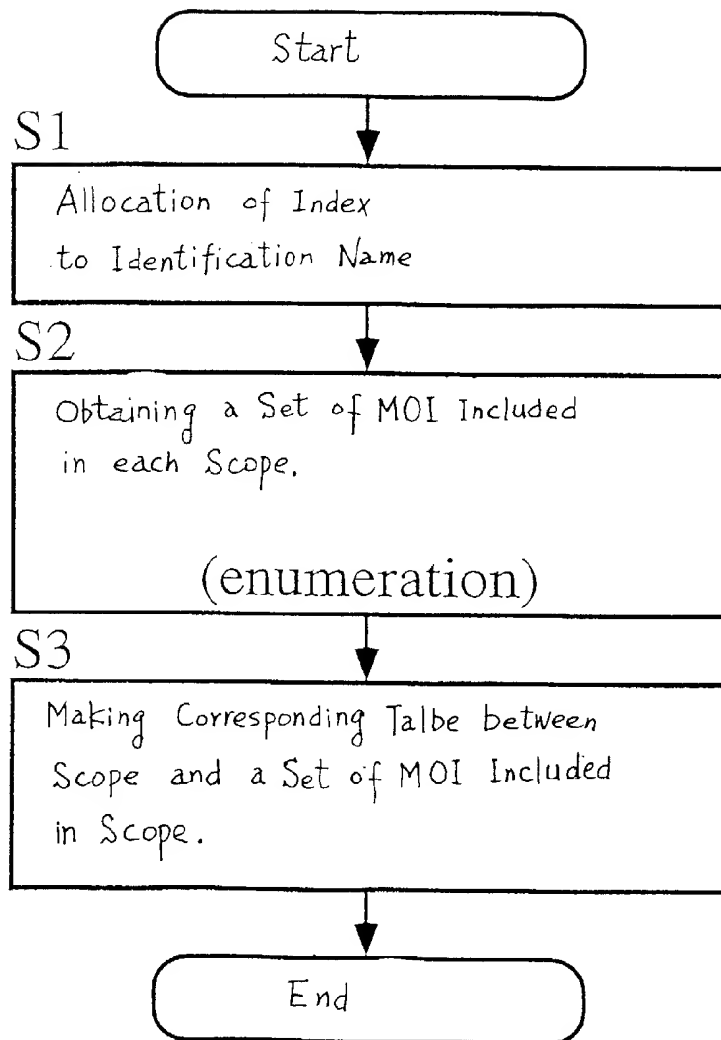 Start
S1
Allocation of Index
to Identification Name
S2
Obtaining a Set of MOI Included
in each Scope.
(enumeration)
S3
Making Corresponding Talbe between
Scope and a Set of MOI Included
in Scope.
End